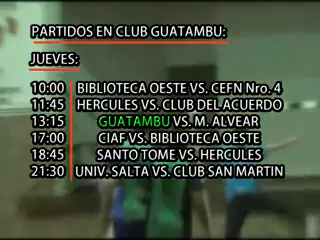 PARTIDOS EN CLUB GUATAMBU:
JUEVES:
10:00 BIBLIOTECA OESTE VS. CEFN Nro. 4
11:45 HERCULES VS. CLUB DEL ACUERDO
13:15 GUATAMBU VS. M. ALVEAR
17:00 CIAF VS. BIBLIOTECA OESTE
18:45 SANTO TOME VS. HERCULES
21:30 UNIV. SALTA VS. CLUB SAN MARTIN